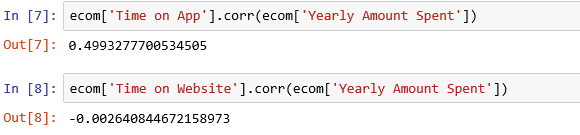 In [7]: ecom['Time on App'].corr(ecom['Yearly Amount Spent'])
Out[7]: 0.4993277700534505
In [8]: ecom['Time on Website'].corr(ecom['Yearly Amount Spent'])
Out[8]: -0.002640844672158973